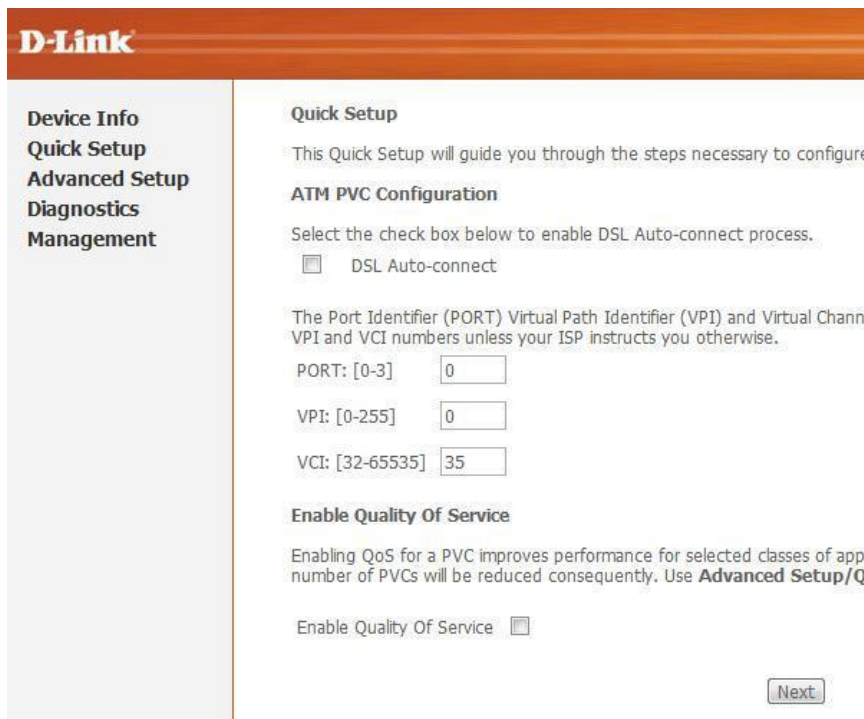 D-Link
Device Info
Quick Setup
Advanced Setup
Diagnostics
Management
Quick Setup
This Quick Setup will guide you through the steps necessary to configure
ATM PVC Configuration
Select the check box below to enable DSL Auto-connect process.
DSL Auto-connect
The Port Identifier (PORT) Virtual Path Identifier (VPI) and Virtual Chann
VPI and VCI numbers unless your ISP instructs you otherwise.
PORT: [0-3] 0
VPI: [0-255] 0
VCI: [32-65535] 35
Enable Quality Of Service
Enabling QoS for a PVC improves performance for selected classes of app
number of PVCs will be reduced consequently. Use Advanced Setup/Q
Enable Quality Of Service
Next